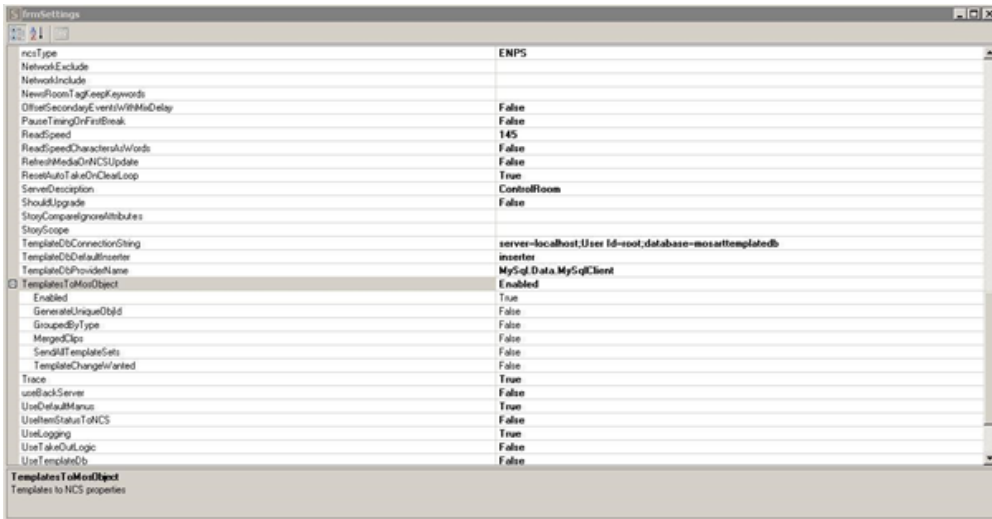 frmSettings
ncsType ENPS
NetworkExclude
NetworkInclude
NewsRoomTagKeepKeywords
OffsetSecondaryEventsWithMixDelay False
PauseTimingOnFirstBreak False
ReadSpeed 145
ReadSpeedCharactersAsWords False
RefreshMediaOnNCSUpdate False
ResetAutoTakeOnClearLoop True
ServerDescirption ControlRoom
ShouldUpgrade False
StoryCompareIgnoreAttributes
StoryScope
TemplateDbConnectionString server=localhost;User Id=root;database=mosarttemplatedb
TemplateDbDefaultInserter inserter
TemplateDbProviderName MySql.Data.MySqlClient
TemplatesToMosObject Enabled
Enabled True
GenerateUniqueObjId False
GroupedByType False
MergedClips False
SendAllTemplateSets False
TemplateChangeWanted False
Trace True
useBackServer False
UseDefaultManus True
UseItemStatusToNCS False
UseLogging True
UseTakeOutLogic False
UseTemplateDb False
TemplatesToMosObject
Templates to NCS properties